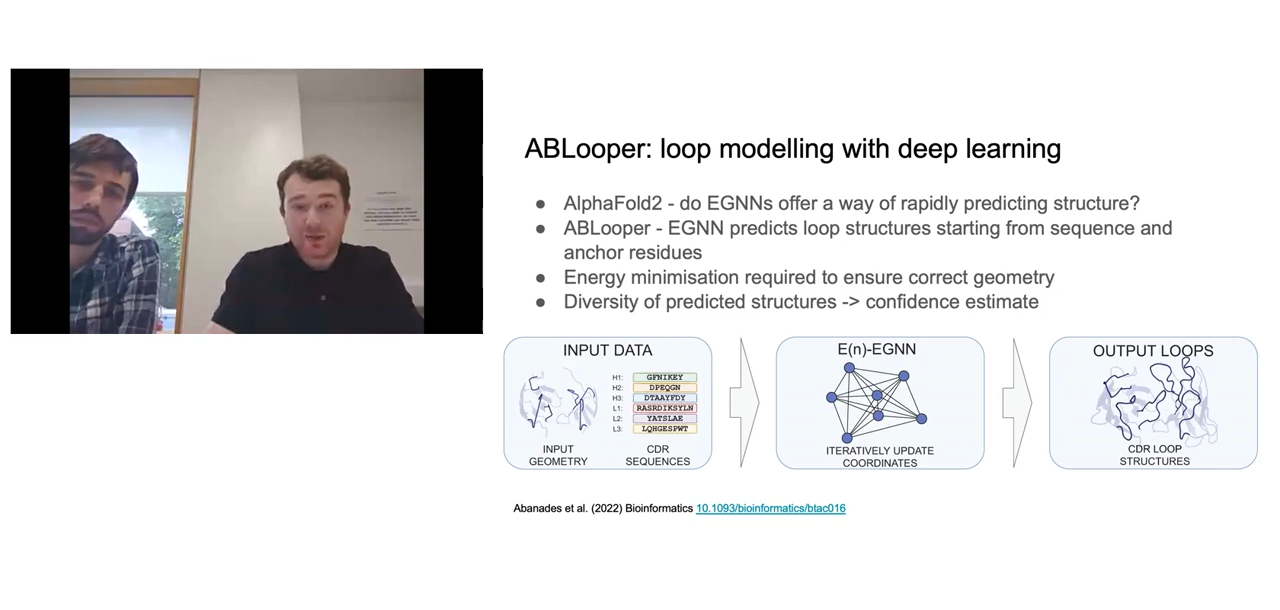 ABLooper: loop modelling with deep learning
● AlphaFold2 - do EGNNs offer a way of rapidly predicting structure?
● ABLooper - EGNN predicts loop structures starting from sequence and
anchor residues
● Energy minimisation required to ensure correct geometry
● Diversity of predicted structures -> confidence estimate
INPUT DATA
H1: GFNIKEY
H2: DPEQGN
H3: DTAAYFDY
L1: RASRDIKSYLN
L2: YATSLAE
L3: LQHGESPWT
INPUT
GEOMETRY
CDR
SEQUENCES
E(n)-EGNN
ITERATIVELY UPDATE
COORDINATES
OUTPUT LOOPS
CDR LOOP
STRUCTURES
Abanades et al. (2022) Bioinformatics 10.1093/bioinformatics/btac016